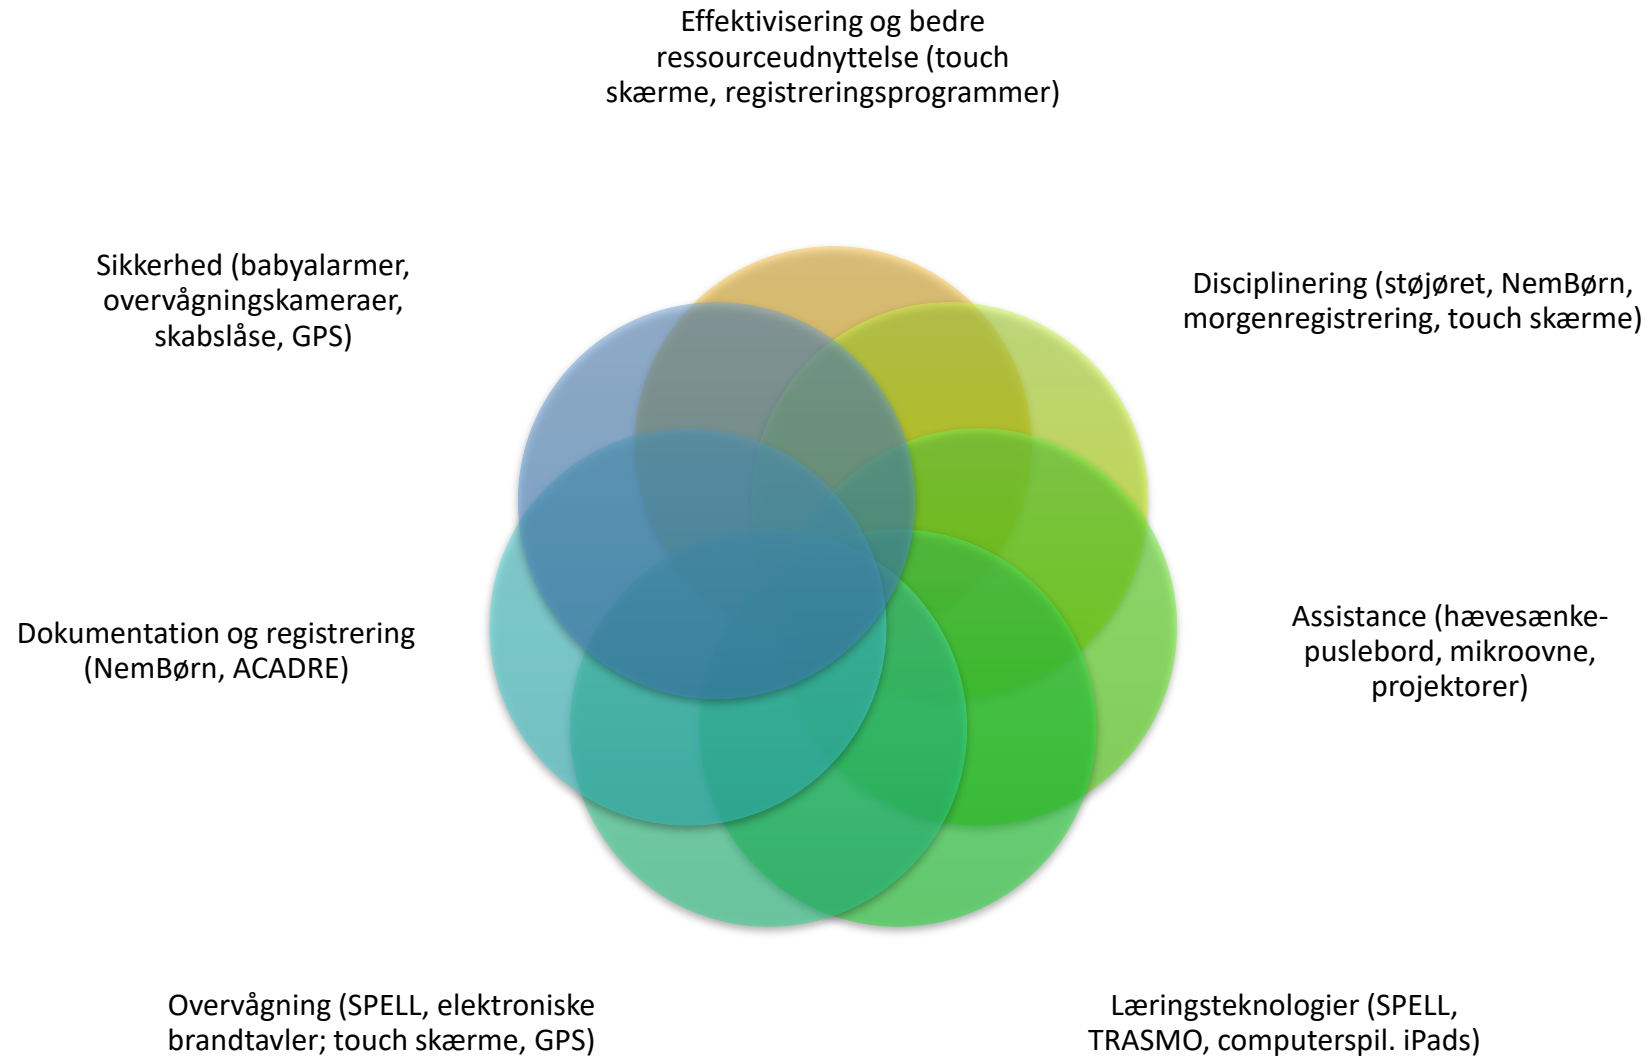 Effektivisering og bedre
ressourceudnyttelse (touch
skærme, registreringsprogrammer)
Disciplinering (støjøret, NemBørn,
morgenregistrering, touch skærme)
Assistance (hævesænke-
puslebord, mikroovne,
projektorer)
Læringsteknologier (SPELL,
TRASMO, computerspil. iPads)
Overvågning (SPELL, elektroniske
brandtavler; touch skærme, GPS)
Dokumentation og registrering
(NemBørn, ACADRE)
Sikkerhed (babyalarmer,
overvågningskameraer,
skabslåse, GPS)